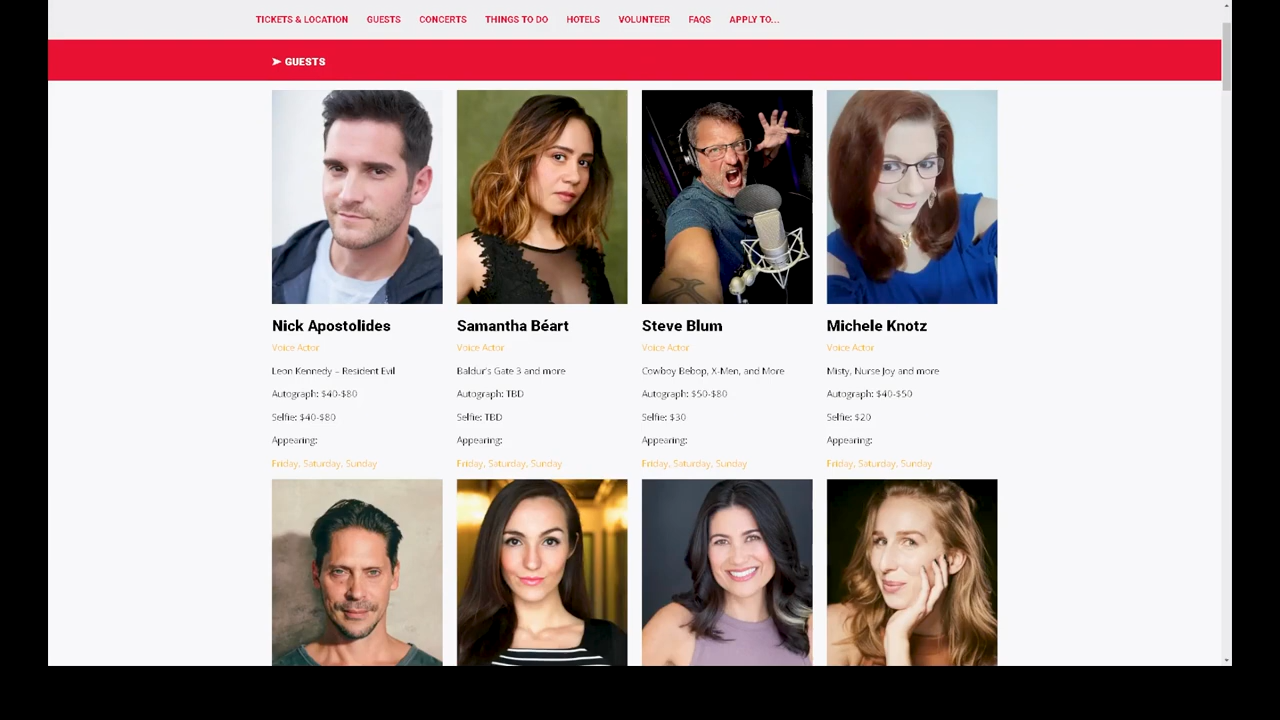 TICKETS & LOCATION GUESTS CONCERTS THINGS TO DO HOTELS VOLUNTEER FAQS APPLY TO...
➤ GUESTS
Nick Apostolides
Voice Actor
Leon Kennedy – Resident Evil
Autograph: $40-$80
Selfie: $40-$80
Appearing:
Friday, Saturday, Sunday
Samantha Béart
Voice Actor
Baldur's Gate 3 and more
Autograph: TBD
Selfie: TBD
Appearing:
Friday, Saturday, Sunday
Steve Blum
Voice Actor
Cowboy Bebop, X-Men, and More
Autograph: $50-$80
Selfie: $30
Appearing:
Friday, Saturday, Sunday
Michele Knotz
Voice Actor
Misty, Nurse Joy and more
Autograph: $40-$50
Selfie: $20
Appearing:
Friday, Saturday, Sunday